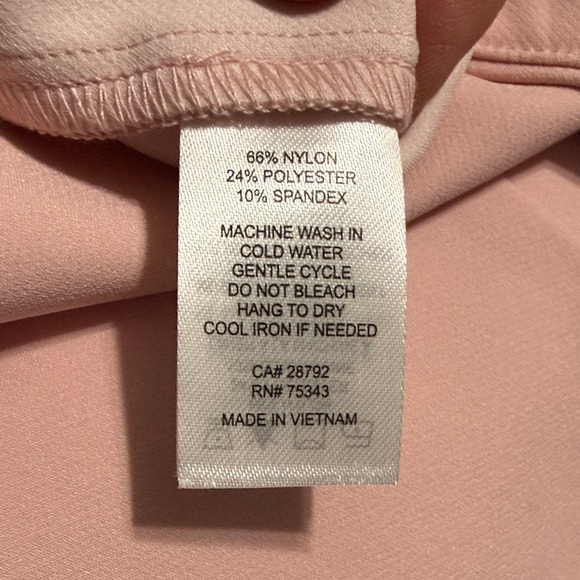 66% NYLON
24% POLYESTER
10% SPANDEX
MACHINE WASH IN
COLD WATER
GENTLE CYCLE
DO NOT BLEACH
HANG TO DRY
COOL IRON IF NEEDED
CA# 28792
RN# 75343
MADE IN VIETNAM